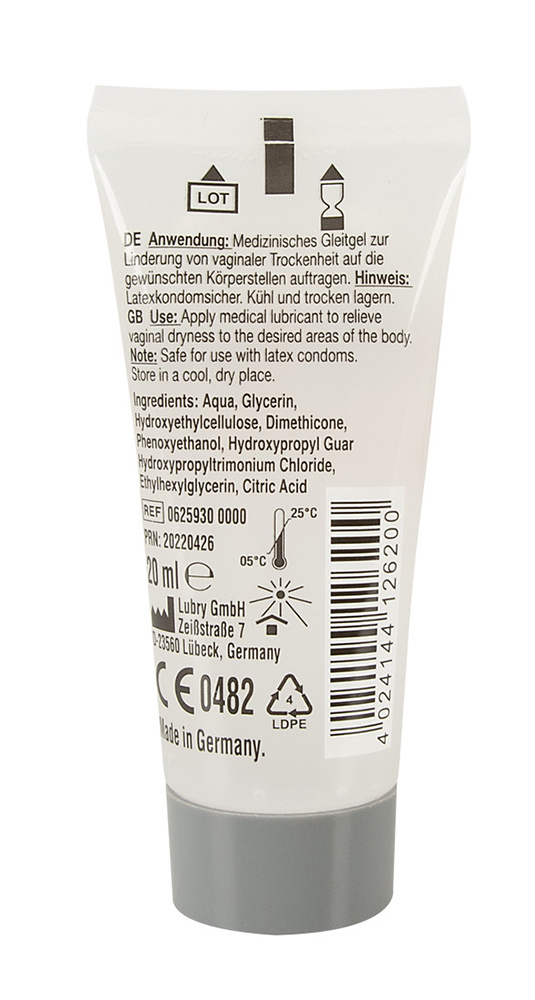 LOT
DE Anwendung: Medizinisches Gleitgel zur
Linderung von vaginaler Trockenheit auf die
gewünschten Körperstellen auftragen. Hinweis:
Latexkondomsicher. Kühl und trocken lagern.
GB Use: Apply medical lubricant to relieve
vaginal dryness to the desired areas of the body.
Note: Safe for use with latex condoms.
Store in a cool, dry place.
Ingredients: Aqua, Glycerin,
Hydroxyethylcellulose, Dimethicone,
Phenoxyethanol, Hydroxypropyl Guar
Hydroxypropyltrimonium Chloride,
Ethylhexylglycerin, Citric Acid
REF 0625930 0000
PRN: 20220426
25°C
05°C
20 ml ℮
Lubry GmbH
Zeißstraße 7
D-23560 Lübeck, Germany
CE 0482
4
LDPE
Made in Germany.
4 024144 126200